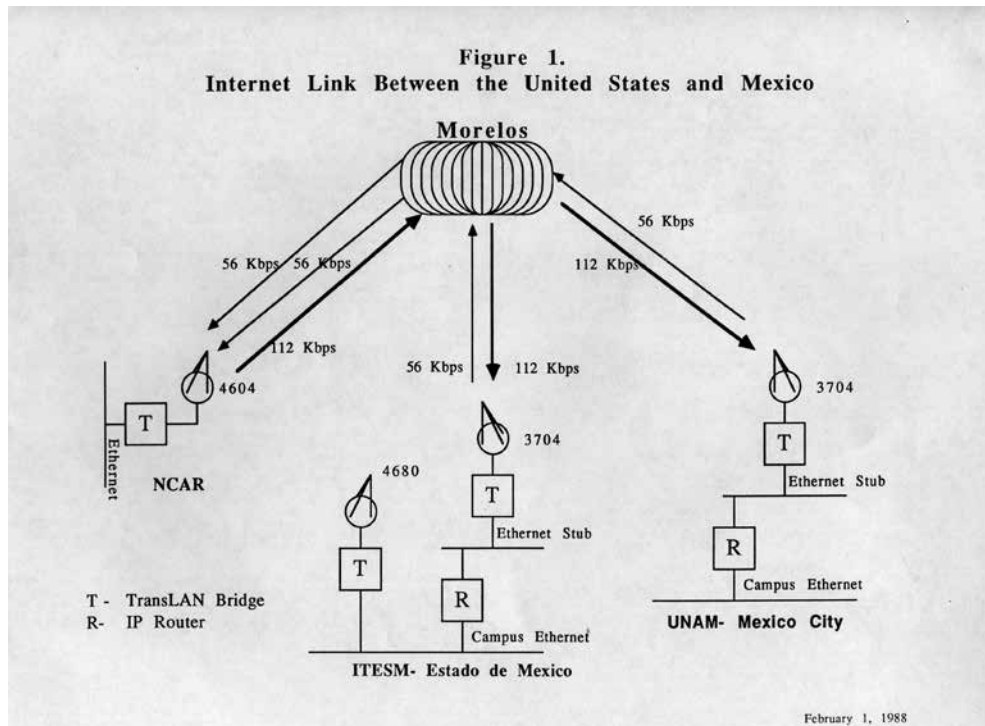 Figure 1.
Internet Link Between the United States and Mexico
Morelos
56 Kbps
56 Kbps
56 Kbps
112 Kbps
112 Kbps
56 Kbps
112 Kbps
4604
3704
T
Ethernet
NCAR
3704
T
Ethernet Stub
4680
T
T
Ethernet Stub
R
R
Campus Ethernet
T - TransLAN Bridge
R- IP Router
Campus Ethernet
UNAM- Mexico City
ITESM- Estado de Mexico
February 1, 1988